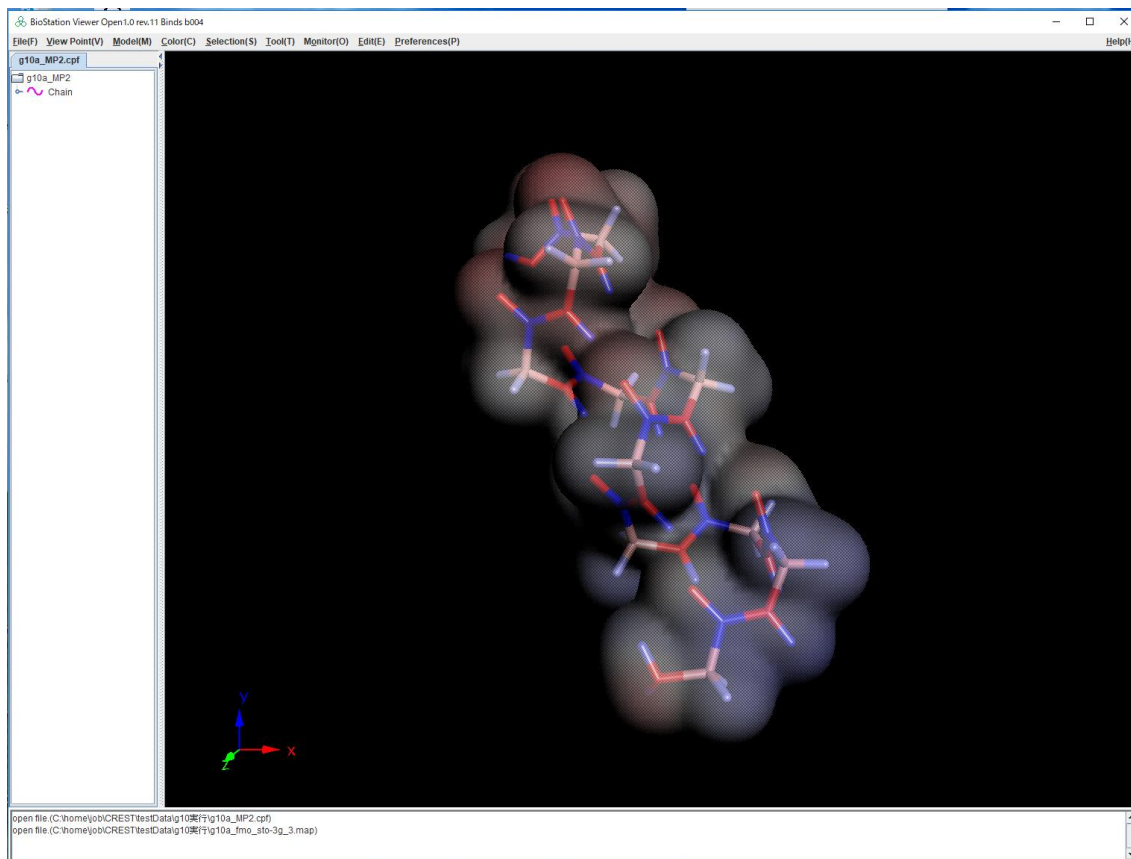 BioStation Viewer Open1.0 rev.11 Binds b004
File(F) View Point(V) Model(M) Color(C) Selection(S) Tool(T) Monitor(O) Edit(E) Preferences(P) Help(H
g10a_MP2.cpf
g10a_MP2
Chain
Y
X
Z
open file.(C:\home\job\CREST\testData\g10実行\g10a_MP2.cpf)
open file.(C:\home\job\CREST\testData\g10実行\g10a_fmo_sto-3g_3.map)